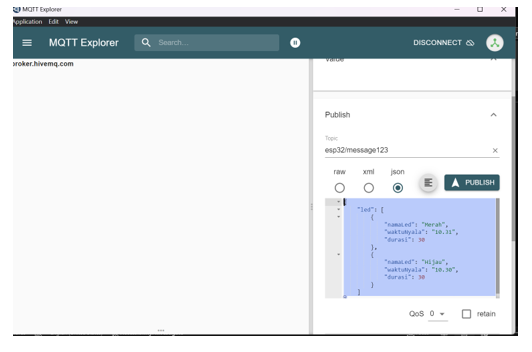 MQTT Explorer
Application Edit View
MQTT Explorer
Search...
DISCONNECT
broker.hivemq.com
Value
Publish
Topic
esp32/message123
raw xml json
PUBLISH
{
"led": [
{
"namaLed": "Merah",
"waktuNyala": "10.31",
"durasi": 30
},
{
"namaLed": "Hijau",
"waktuNyala": "10.30",
"durasi": 30
}
]
QoS 0 retain